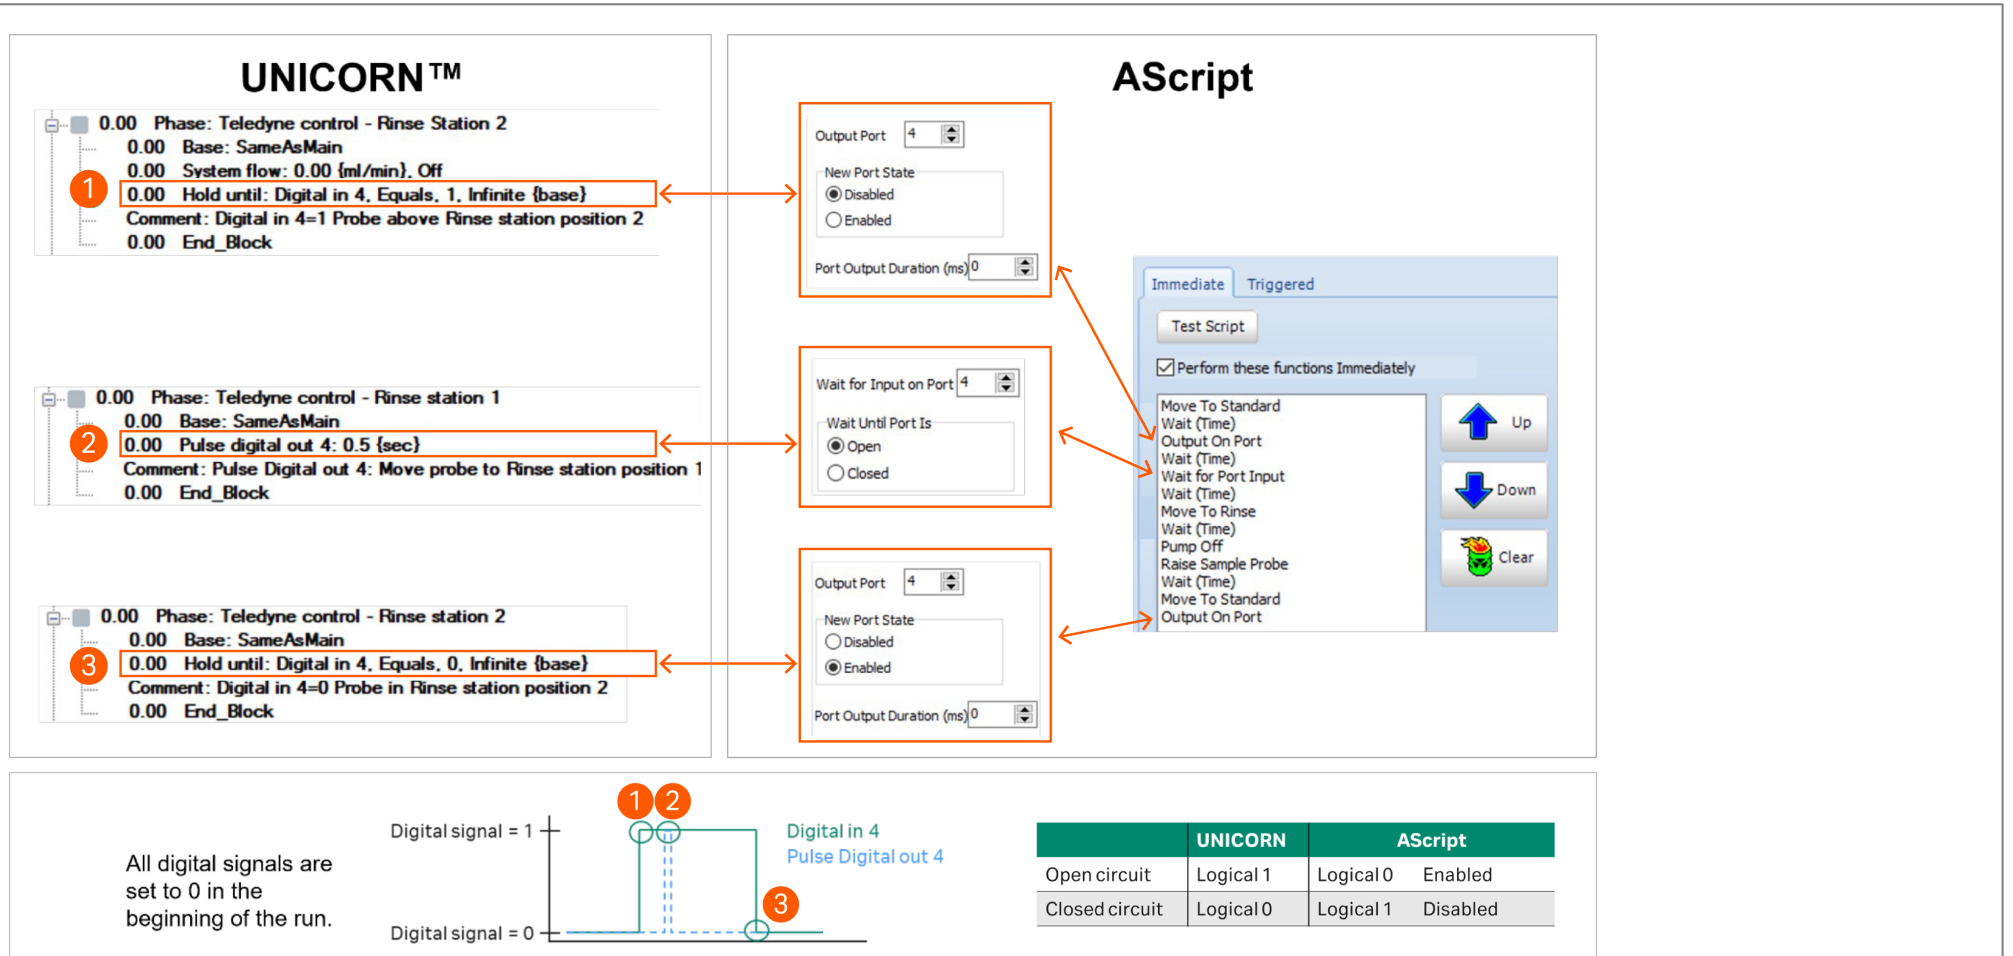 UNICORN™
0.00 Phase: Teledyne control - Rinse Station 2
0.00 Base: SameAsMain
0.00 System flow: 0.00 {ml/min}, Off
1
0.00 Hold until: Digital in 4, Equals, 1, Infinite {base}
Comment: Digital in 4=1 Probe above Rinse station position 2
0.00 End_Block
0.00 Phase: Teledyne control - Rinse station 1
0.00 Base: SameAsMain
2
0.00 Pulse digital out 4: 0.5 {sec}
Comment: Pulse Digital out 4: Move probe to Rinse station position 1
0.00 End_Block
0.00 Phase: Teledyne control - Rinse station 2
0.00 Base: SameAsMain
3
0.00 Hold until: Digital in 4, Equals, 0, Infinite {base}
Comment: Digital in 4=0 Probe in Rinse station position 2
0.00 End_Block
AScript
Output Port 4
New Port State
Disabled
Enabled
Port Output Duration (ms) 0
Wait for Input on Port 4
Wait Until Port Is
Open
Closed
Output Port 4
New Port State
Disabled
Enabled
Port Output Duration (ms) 0
Immediate Triggered
Test Script
Perform these functions Immediately
Move To Standard
Wait (Time)
Output On Port
Wait (Time)
Wait for Port Input
Wait (Time)
Move To Rinse
Wait (Time)
Pump Off
Raise Sample Probe
Wait (Time)
Move To Standard
Output On Port
Up
Down
Clear
All digital signals are
set to 0 in the
beginning of the run.
1 2
Digital signal = 1
Digital in 4
Pulse Digital out 4
3
Digital signal = 0
UNICORN AScript
Open circuit Logical 1 Logical 0 Enabled
Closed circuit Logical 0 Logical 1 Disabled